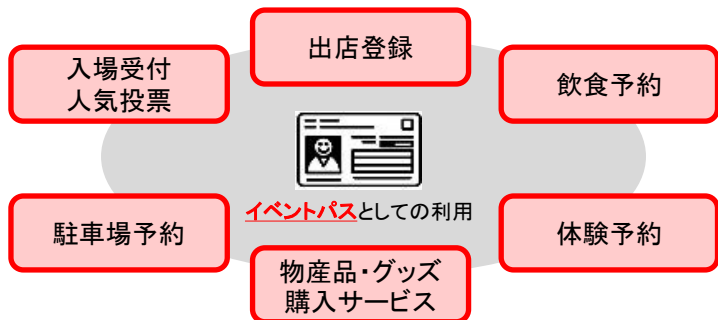 出店登録
入場受付
人気投票
飲食予約
イベントパスとしての利用
駐車場予約
体験予約
物産品・グッズ
購入サービス